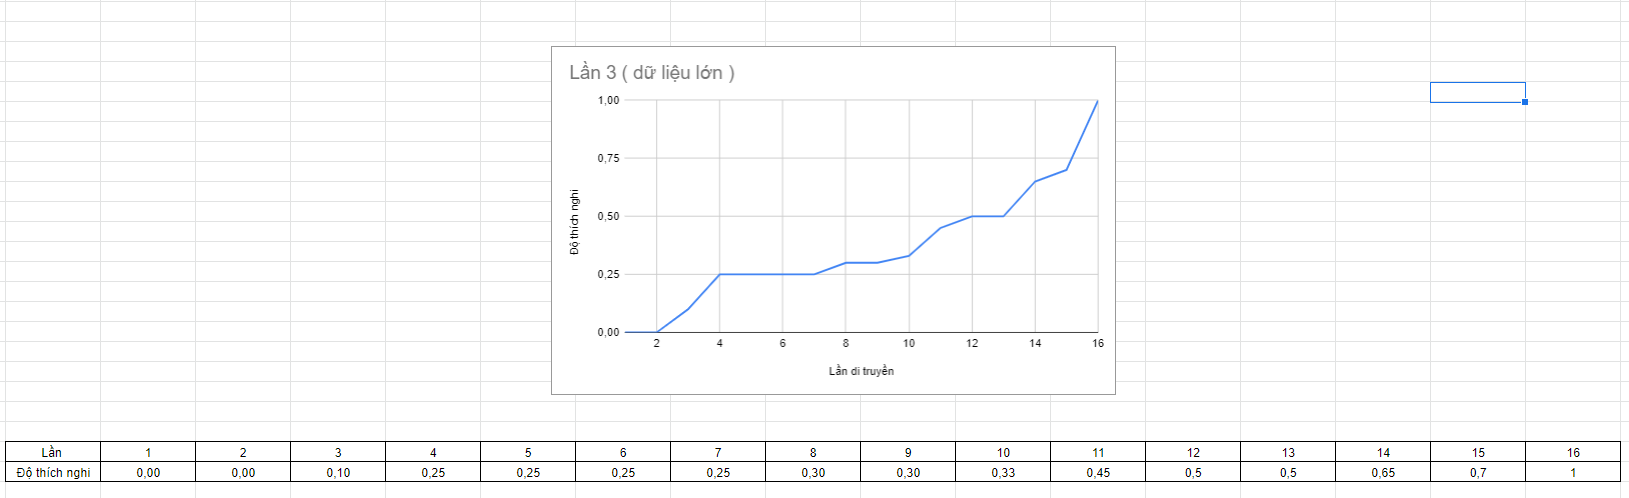 Lần 3 ( dữ liệu lớn )
1,00
0,75
0,50
0,25
0,00
Độ thích nghi
2 4 6 8 10 12 14 16
Lần di truyền
Lần 1 2 3 4 5 6 7 8 9 10 11 12 13 14 15 16
Độ thích nghi 0,00 0,00 0,10 0,25 0,25 0,25 0,25 0,30 0,30 0,33 0,45 0,5 0,5 0,65 0,7 1